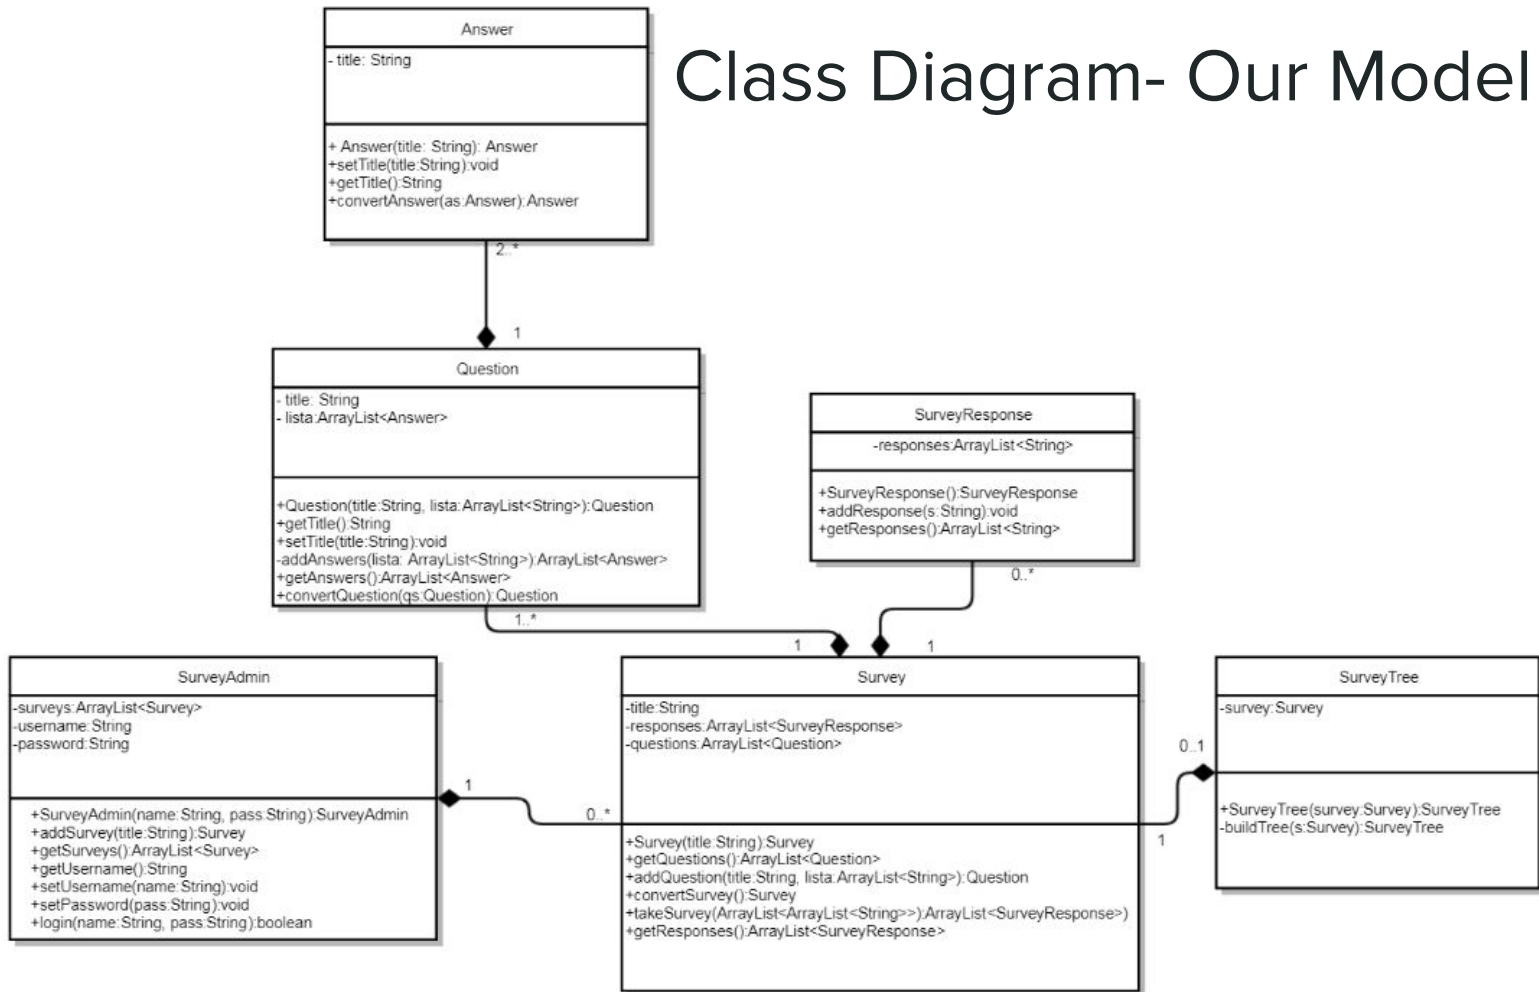 Class Diagram- Our Model
Answer
- title: String
+ Answer(title: String): Answer
+setTitle(title:String):void
+getTitle():String
+convertAnswer(as:Answer):Answer
2..*
1
Question
- title: String
- lista:ArrayList<Answer>
+Question(title:String, lista:ArrayList<String>):Question
+getTitle():String
+setTitle(title:String):void
-addAnswers(lista: ArrayList<String>):ArrayList<Answer>
+getAnswers():ArrayList<Answer>
+convertQuestion(qs:Question):Question
1..*
1
SurveyResponse
-responses:ArrayList<String>
+SurveyResponse():SurveyResponse
+addResponse(s:String):void
+getResponses():ArrayList<String>
0..*
1
SurveyAdmin
-surveys:ArrayList<Survey>
-username:String
-password:String
+SurveyAdmin(name:String, pass:String):SurveyAdmin
+addSurvey(title:String):Survey
+getSurveys():ArrayList<Survey>
+getUsername():String
+setUsername(name:String):void
+setPassword(pass:String):void
+login(name:String, pass:String):boolean
1
0..*
Survey
-title:String
-responses:ArrayList<SurveyResponse>
-questions:ArrayList<Question>
+Survey(title:String):Survey
+getQuestions():ArrayList<Question>
+addQuestion(title:String, lista:ArrayList<String>):Question
+convertSurvey():Survey
+takeSurvey(ArrayList<ArrayList<String>>):ArrayList<SurveyResponse>)
+getResponses():ArrayList<SurveyResponse>
0..1
1
SurveyTree
-survey:Survey
+SurveyTree(survey:Survey):SurveyTree
-buildTree(s:Survey):SurveyTree